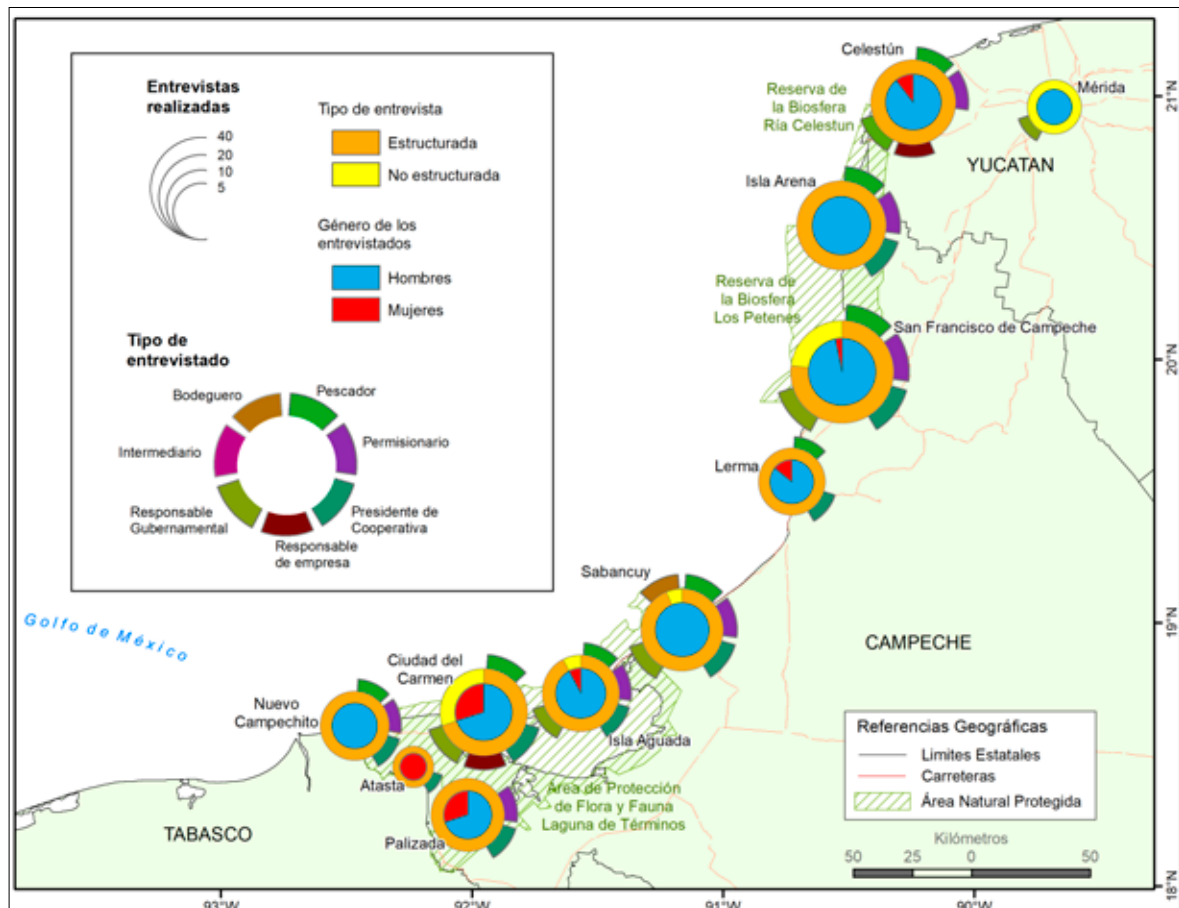 Entrevistas
realizadas
40
20
10
5
Tipo de entrevista
Estructurada
No estructurada
Género de los
entrevistados
Hombres
Mujeres
Tipo de
entrevistado
Bodeguero
Pescador
Intermediario
Permisionario
Responsable
Gubernamental
Presidente de
Cooperativa
Responsable
de empresa
Celestún
Reserva de
la Biosfera
Ría Celestun
Mérida
YUCATAN
Isla Arena
Reserva de
la Biosfera
Los Petenes
San Francisco de Campeche
Lerma
Sabancuy
CAMPECHE
Golfo de México
Ciudad del
Carmen
Nuevo
Campechito
Isla Aguada
Atasta
Área de Protección
de Flora y Fauna
Laguna de Términos
Palizada
TABASCO
Referencias Geográficas
Limites Estatales
Carreteras
Área Natural Protegida
Kilómetros
50 25 0 50
21°N
20°N
19°N
18°N
93°W 92°W 91°W 90°W